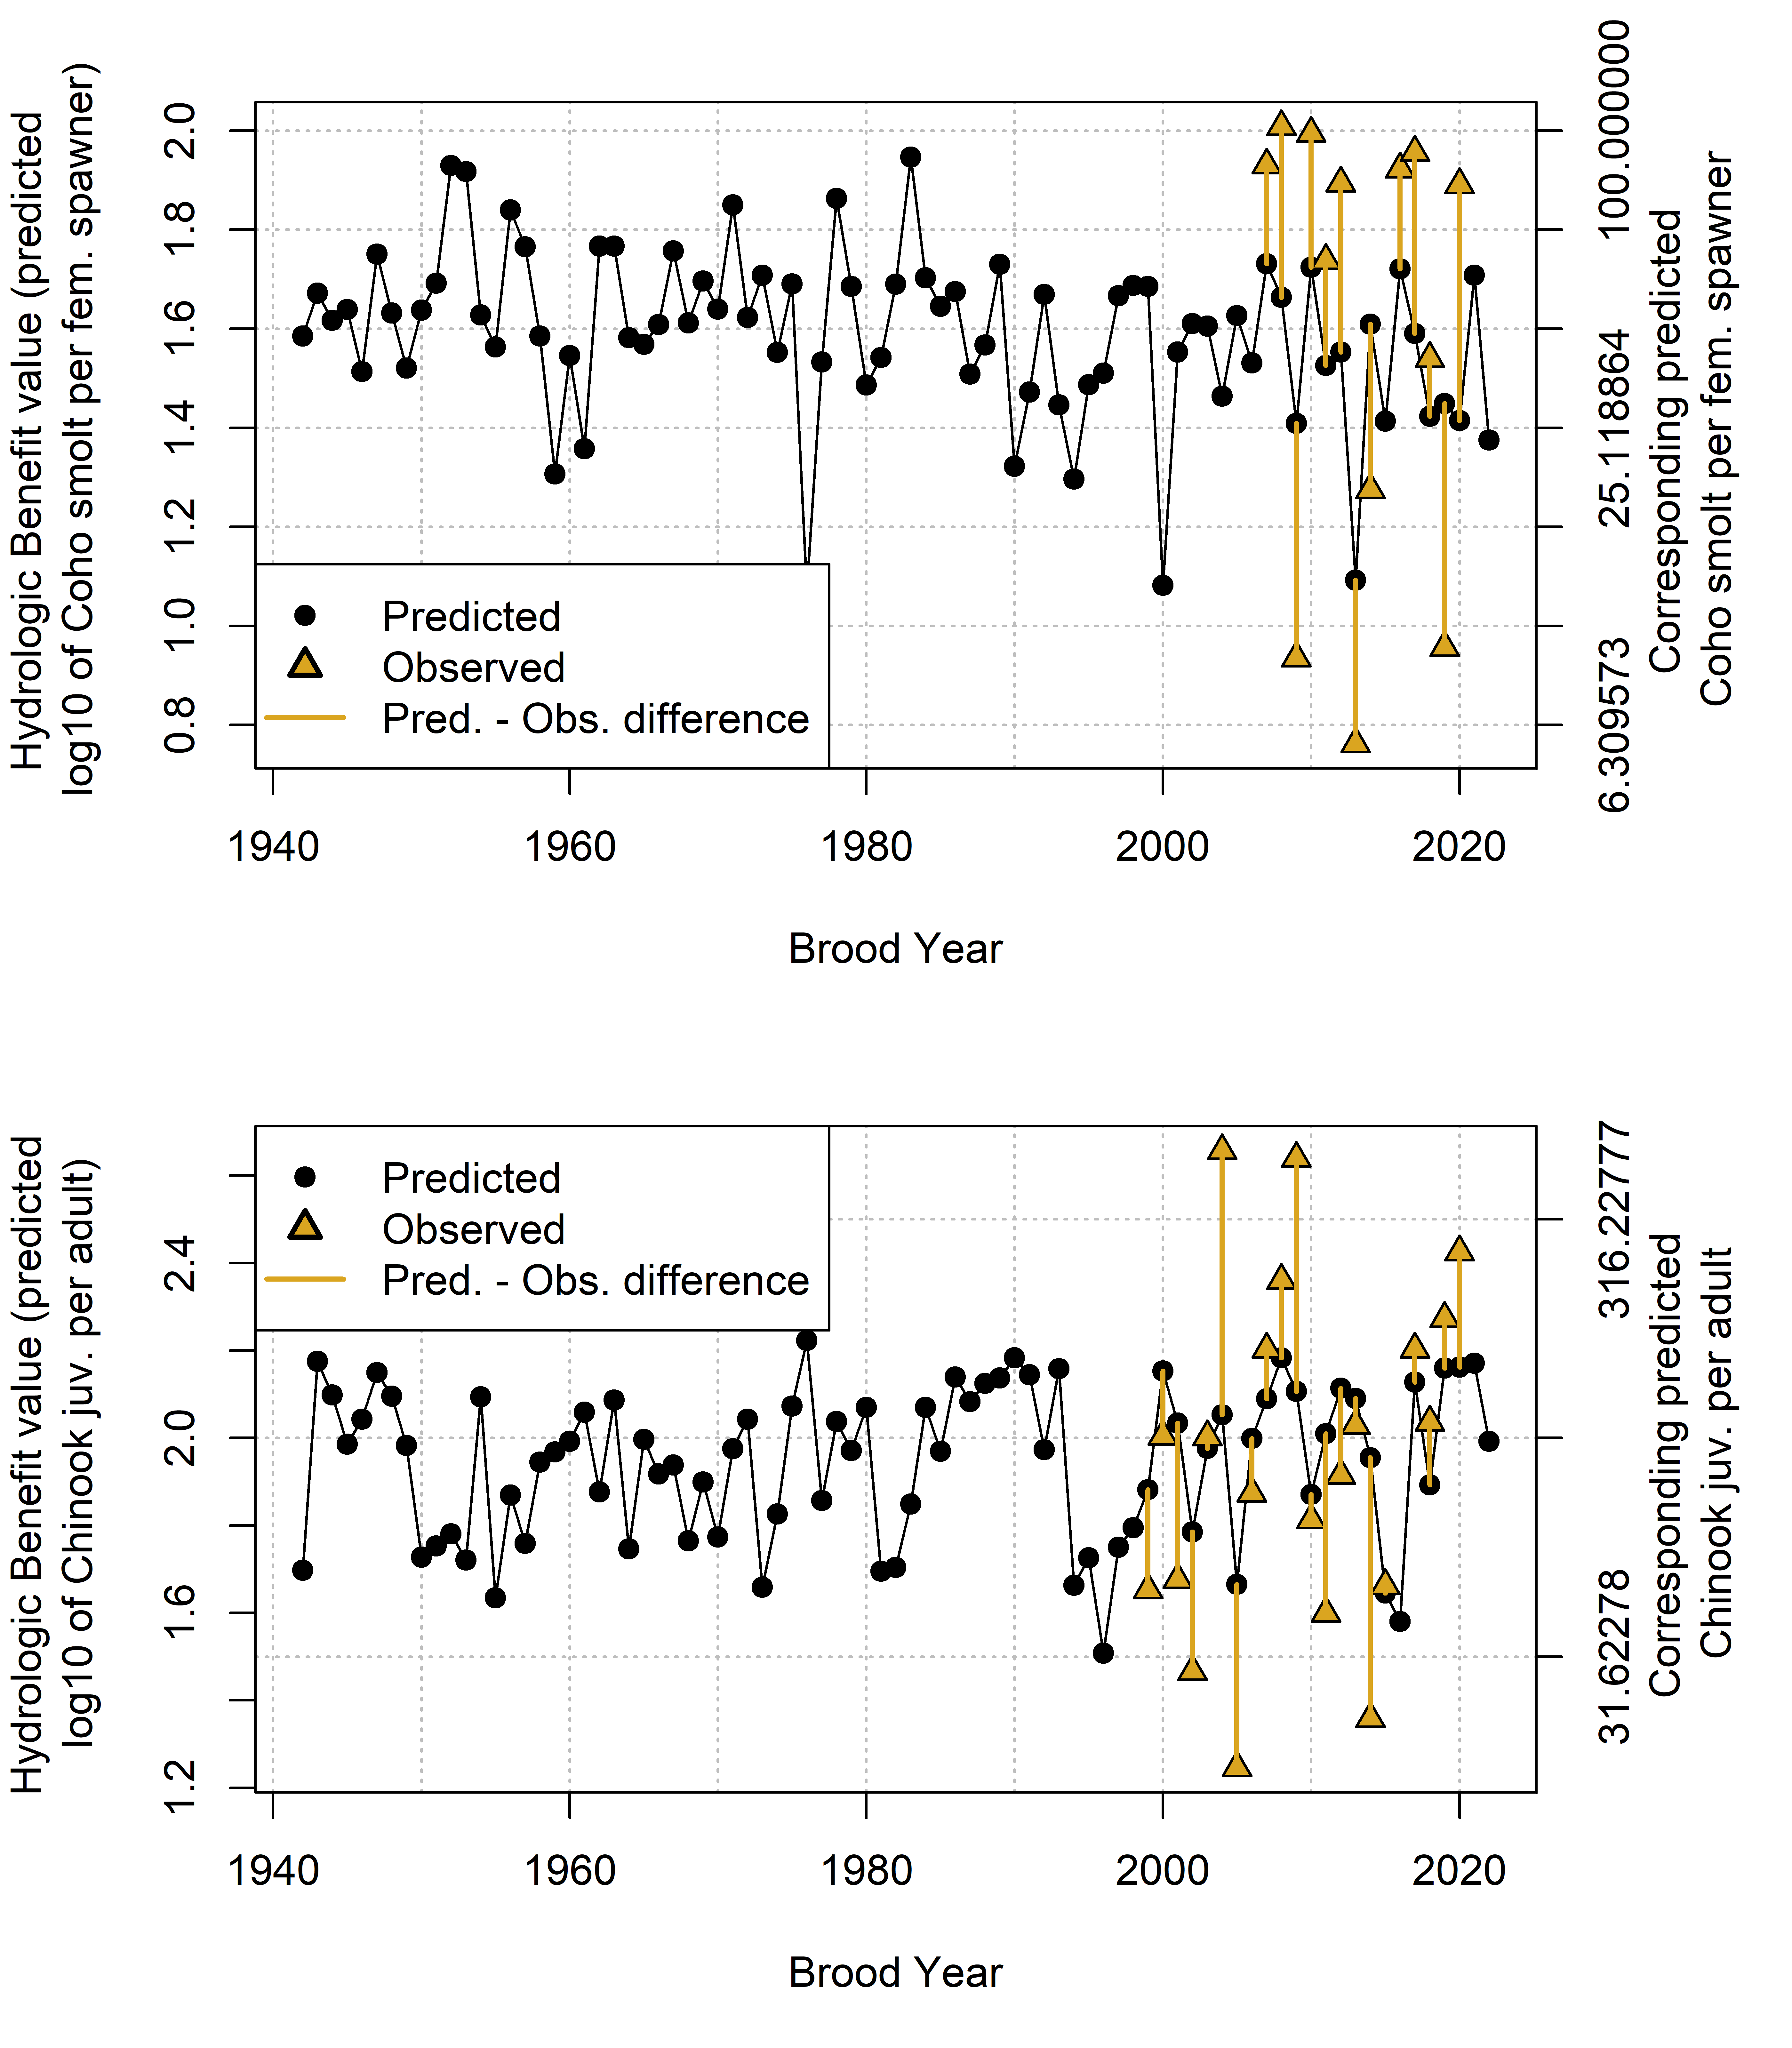 Hydrologic Benefit value (predicted
log10 of Coho smolt per fem. spawner)
2.0
1.8
1.6
1.4
1.2
1.0
0.8
Predicted
Observed
Pred. - Obs. difference
100.000000
25.118864
6.309573
Corresponding predicted
Coho smolt per fem. spawner
1940
1960
1980
2000
2020
Brood Year
Hydrologic Benefit value (predicted
log10 of Chinook juv. per adult)
2.4
2.0
1.6
1.2
Predicted
Observed
Pred. - Obs. difference
316.22777
31.62278
Corresponding predicted
Chinook juv. per adult
1940
1960
1980
2000
2020
Brood Year